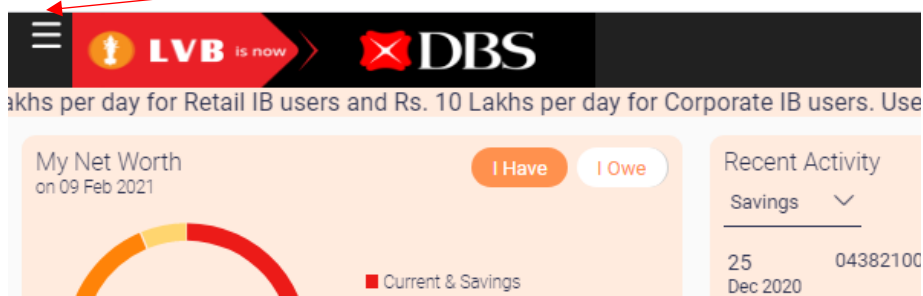 LVB is now DBS
akhs per day for Retail IB users and Rs. 10 Lakhs per day for Corporate IB users. Use
My Net Worth
on 09 Feb 2021
I Have
I Owe
Current & Savings
Recent Activity
Savings
25
Dec 2020
04382100